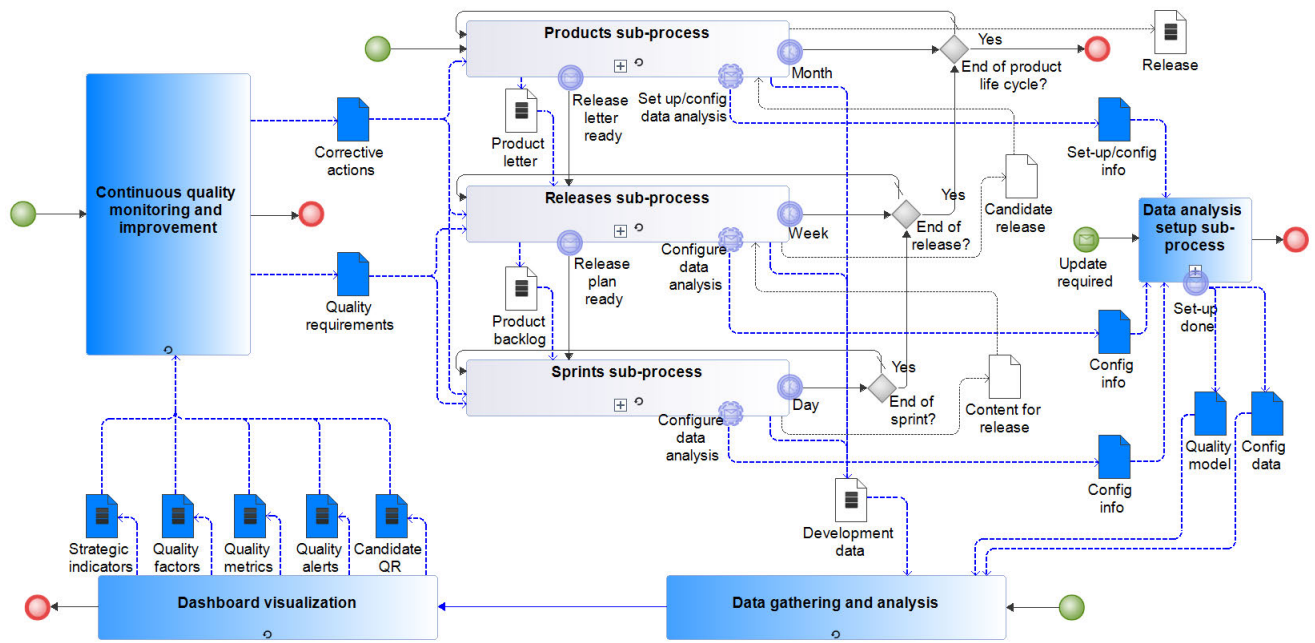 Products sub-process
Yes
Month
End of product
life cycle?
Release
Release
letter
ready
Set up/config
data analysis
Product
letter
Corrective
actions
Set-up/config
info
Continuous quality
monitoring and
improvement
Releases sub-process
Yes
Week
End of
release?
Candidate
release
Data analysis
setup sub-
process
Release
plan
ready
Configure
data
analysis
Update
required
Set-up
done
Quality
requirements
Product
backlog
Config
info
Sprints sub-process
Yes
Day
End of
sprint?
Content for
release
Configure
data
analysis
Quality
model
Config
data
Config
info
Development
data
Strategic
indicators
Quality
factors
Quality
metrics
Quality
alerts
Candidate
QR
Dashboard visualization
Data gathering and analysis